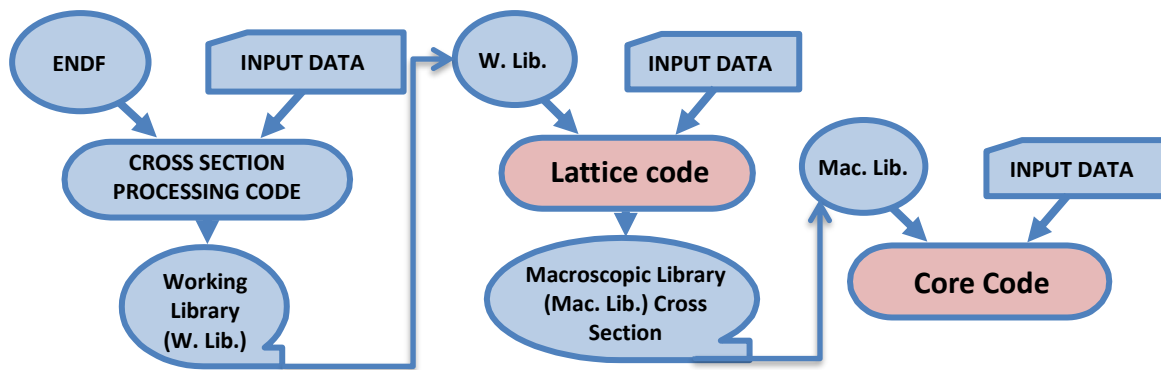 ENDF
INPUT DATA
CROSS SECTION
PROCESSING CODE
Working
Library
(W. Lib.)
W. Lib.
INPUT DATA
Lattice code
Macroscopic Library
(Mac. Lib.) Cross
Section
Mac. Lib.
INPUT DATA
Core Code